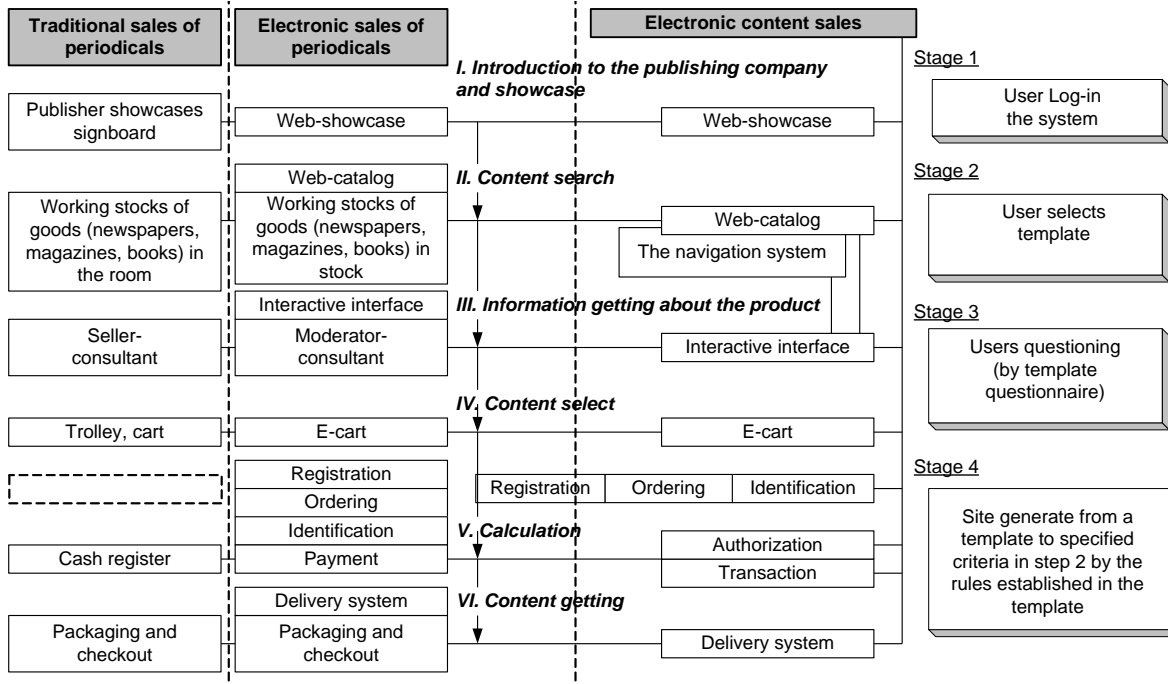 Traditional sales of
periodicals
Electronic sales of
periodicals
Electronic content sales
I. Introduction to the publishing company
and showcase
Publisher showcases
signboard
Web-showcase
Web-showcase
Web-catalog
II. Content search
Working stocks of
goods (newspapers,
magazines, books) in
the room
Working stocks of
goods (newspapers,
magazines, books) in
stock
Web-catalog
The navigation system
Interactive interface
III. Information getting about the product
Seller-
consultant
Moderator-
consultant
Interactive interface
IV. Content select
Trolley, cart
E-cart
E-cart
Registration
Ordering
Identification
Registration
Ordering
Identification
V. Calculation
Cash register
Payment
Authorization
Transaction
Delivery system
VI. Content getting
Packaging and
checkout
Packaging and
checkout
Delivery system
Stage 1
User Log-in
the system
Stage 2
User selects
template
Stage 3
Users questioning
(by template
questionnaire)
Stage 4
Site generate from a
template to specified
criteria in step 2 by the
rules established in the
template